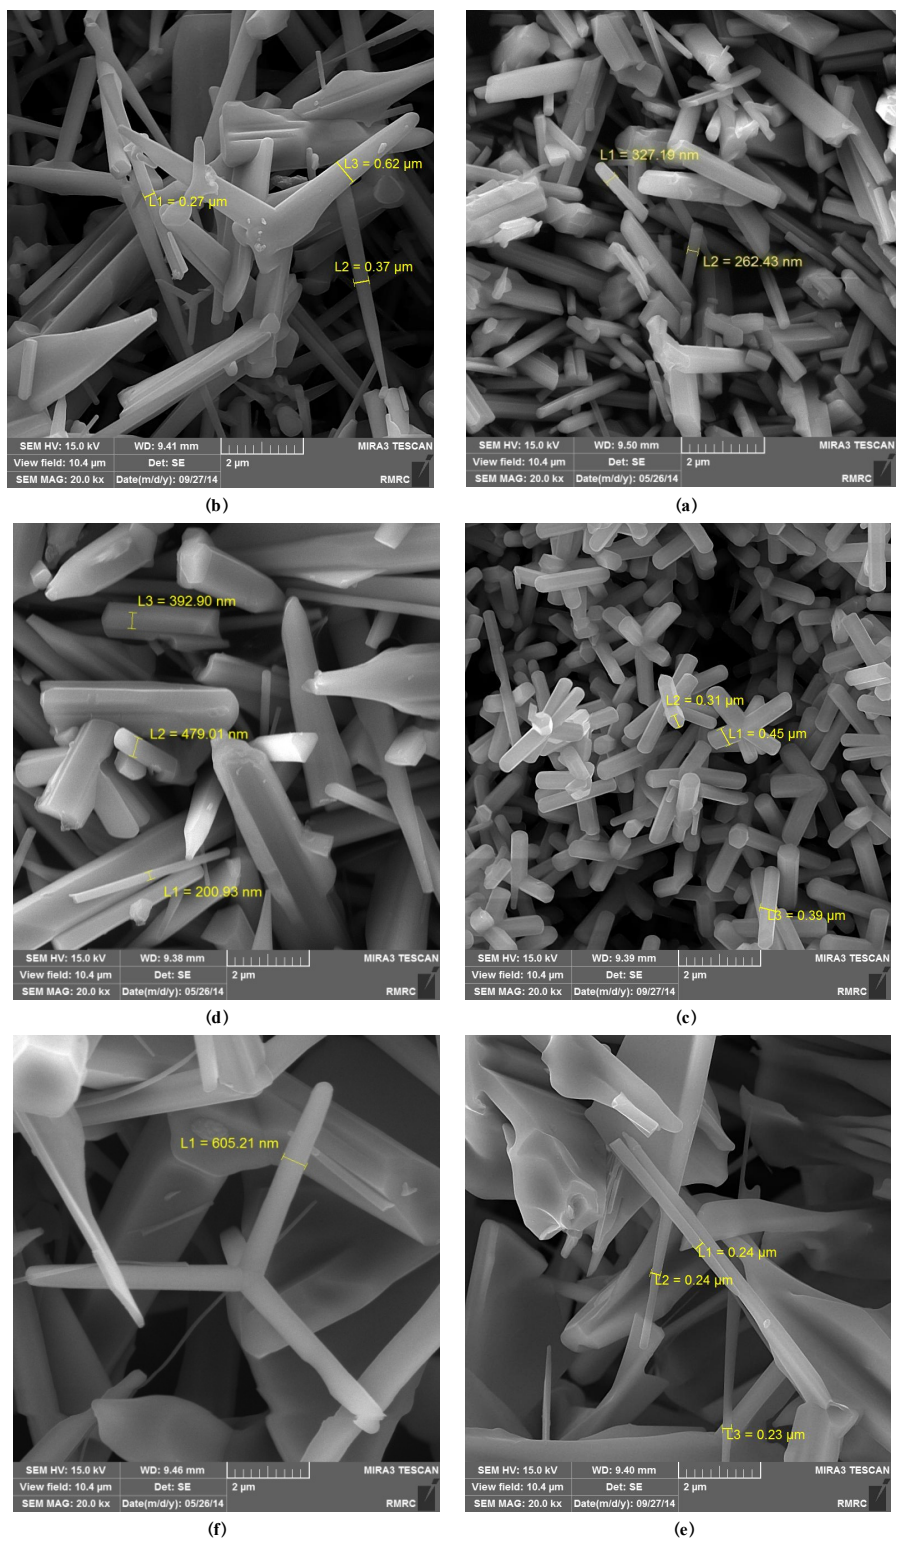 L3 = 0.62 µm
L1 = 0.27 µm
L2 = 0.37 µm
SEM HV: 15.0 kV WD: 9.41 mm MIRA3 TESCAN
View field: 10.4 µm Det: SE 2 µm
SEM MAG: 20.0 kx Date(m/d/y): 09/27/14 RMRC
(b)
L1 = 327.19 nm
L2 = 262.43 nm
SEM HV: 15.0 kV WD: 9.50 mm MIRA3 TESCAN
View field: 10.4 µm Det: SE 2 µm
SEM MAG: 20.0 kx Date(m/d/y): 05/26/14 RMRC
(a)
L3 = 392.90 nm
L2 = 479.01 nm
L1 = 200.93 nm
SEM HV: 15.0 kV WD: 9.38 mm MIRA3 TESCAN
View field: 10.4 µm Det: SE 2 µm
SEM MAG: 20.0 kx Date(m/d/y): 05/26/14 RMRC
(d)
L2 = 0.31 µm
L1 = 0.45 µm
L3 = 0.39 µm
SEM HV: 15.0 kV WD: 9.39 mm MIRA3 TESCAN
View field: 10.4 µm Det: SE 2 µm
SEM MAG: 20.0 kx Date(m/d/y): 09/27/14 RMRC
(c)
L1 = 605.21 nm
SEM HV: 15.0 kV WD: 9.46 mm MIRA3 TESCAN
View field: 10.4 µm Det: SE 2 µm
SEM MAG: 20.0 kx Date(m/d/y): 05/26/14 RMRC
(f)
L1 = 0.24 µm
L2 = 0.24 µm
L3 = 0.23 µm
SEM HV: 15.0 kV WD: 9.40 mm MIRA3 TESCAN
View field: 10.4 µm Det: SE 2 µm
SEM MAG: 20.0 kx Date(m/d/y): 09/27/14 RMRC
(e)